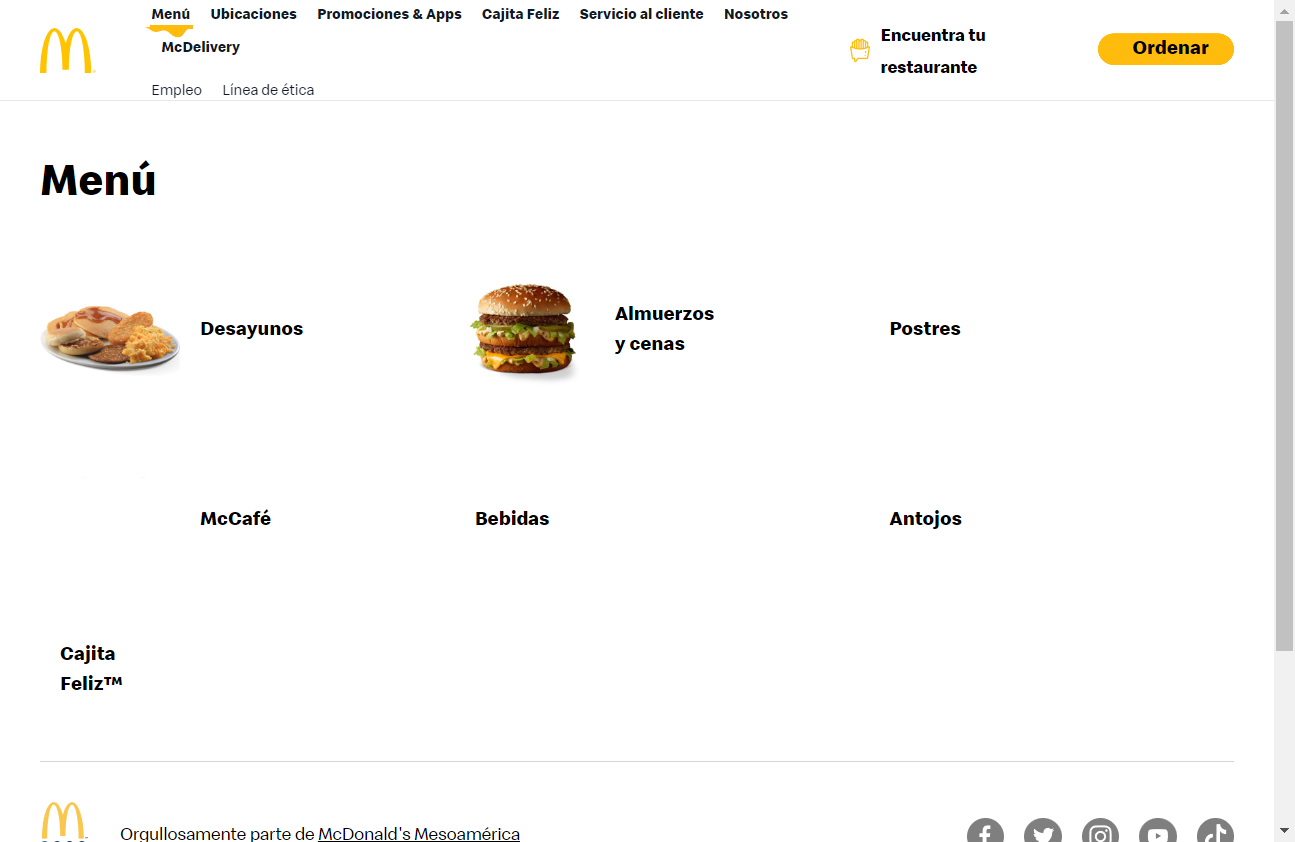 Menú
Ubicaciones
Promociones & Apps
Cajita Feliz
Servicio al cliente
Nosotros
McDelivery
Empleo
Línea de ética
Encuentra tu
restaurante
Ordenar
Menú
Desayunos
Almuerzos
y cenas
Postres
McCafé
Bebidas
Antojos
Cajita
Feliz™
Orgullosamente parte de McDonald's Mesoamérica